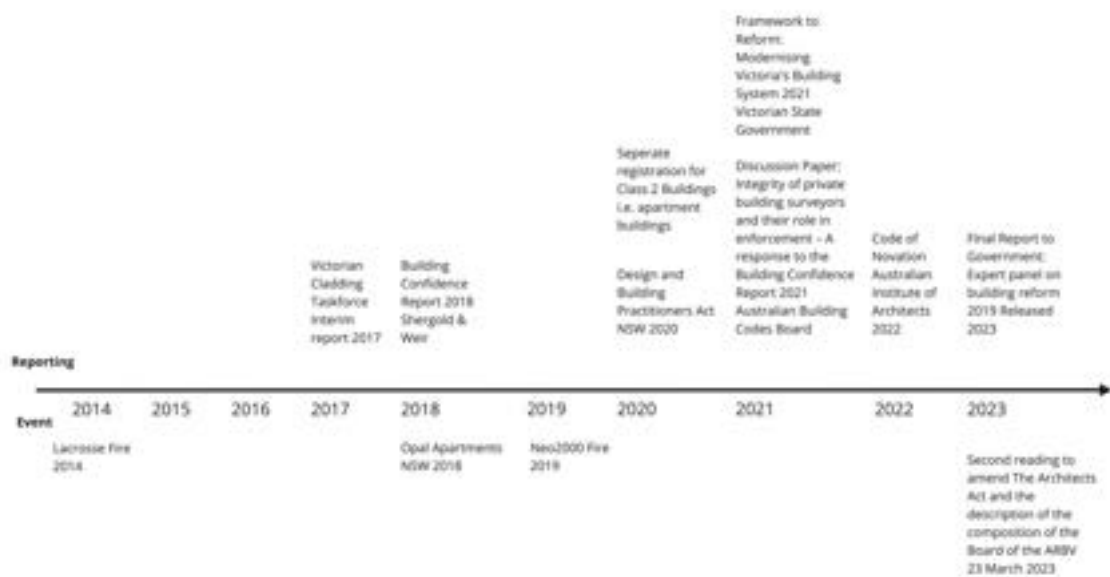 Framework to
Reform:
Modernising
Victoria's Building
System 2021
Victorian State
Government
Seperate
registration for
Class 2 Buildings
i.e. apartment
buildings
Discussion Paper:
Integrity of private
building surveyors
and their role in
enforcement – A
response to the
Building Confidence
Report 2021
Australian Building
Codes Board
Victorian
Cladding
Taskforce
Interim
report 2017
Building
Confidence
Report 2018
Shergold &
Weir
Design and
Building
Practitioners Act
NSW 2020
Code of
Novation
Australian
Institute of
Architects
2022
Final Report to
Government:
Expert panel on
building reform
2019 Released
2023
Reporting
2014 2015 2016 2017 2018 2019 2020 2021 2022 2023
Event
Lacrosse Fire
2014
Opal Apartments
NSW 2018
Neo2000 Fire
2019
Second reading to
amend The Architects
Act and the
description of the
composition of the
Board of the ARBV
23 March 2023